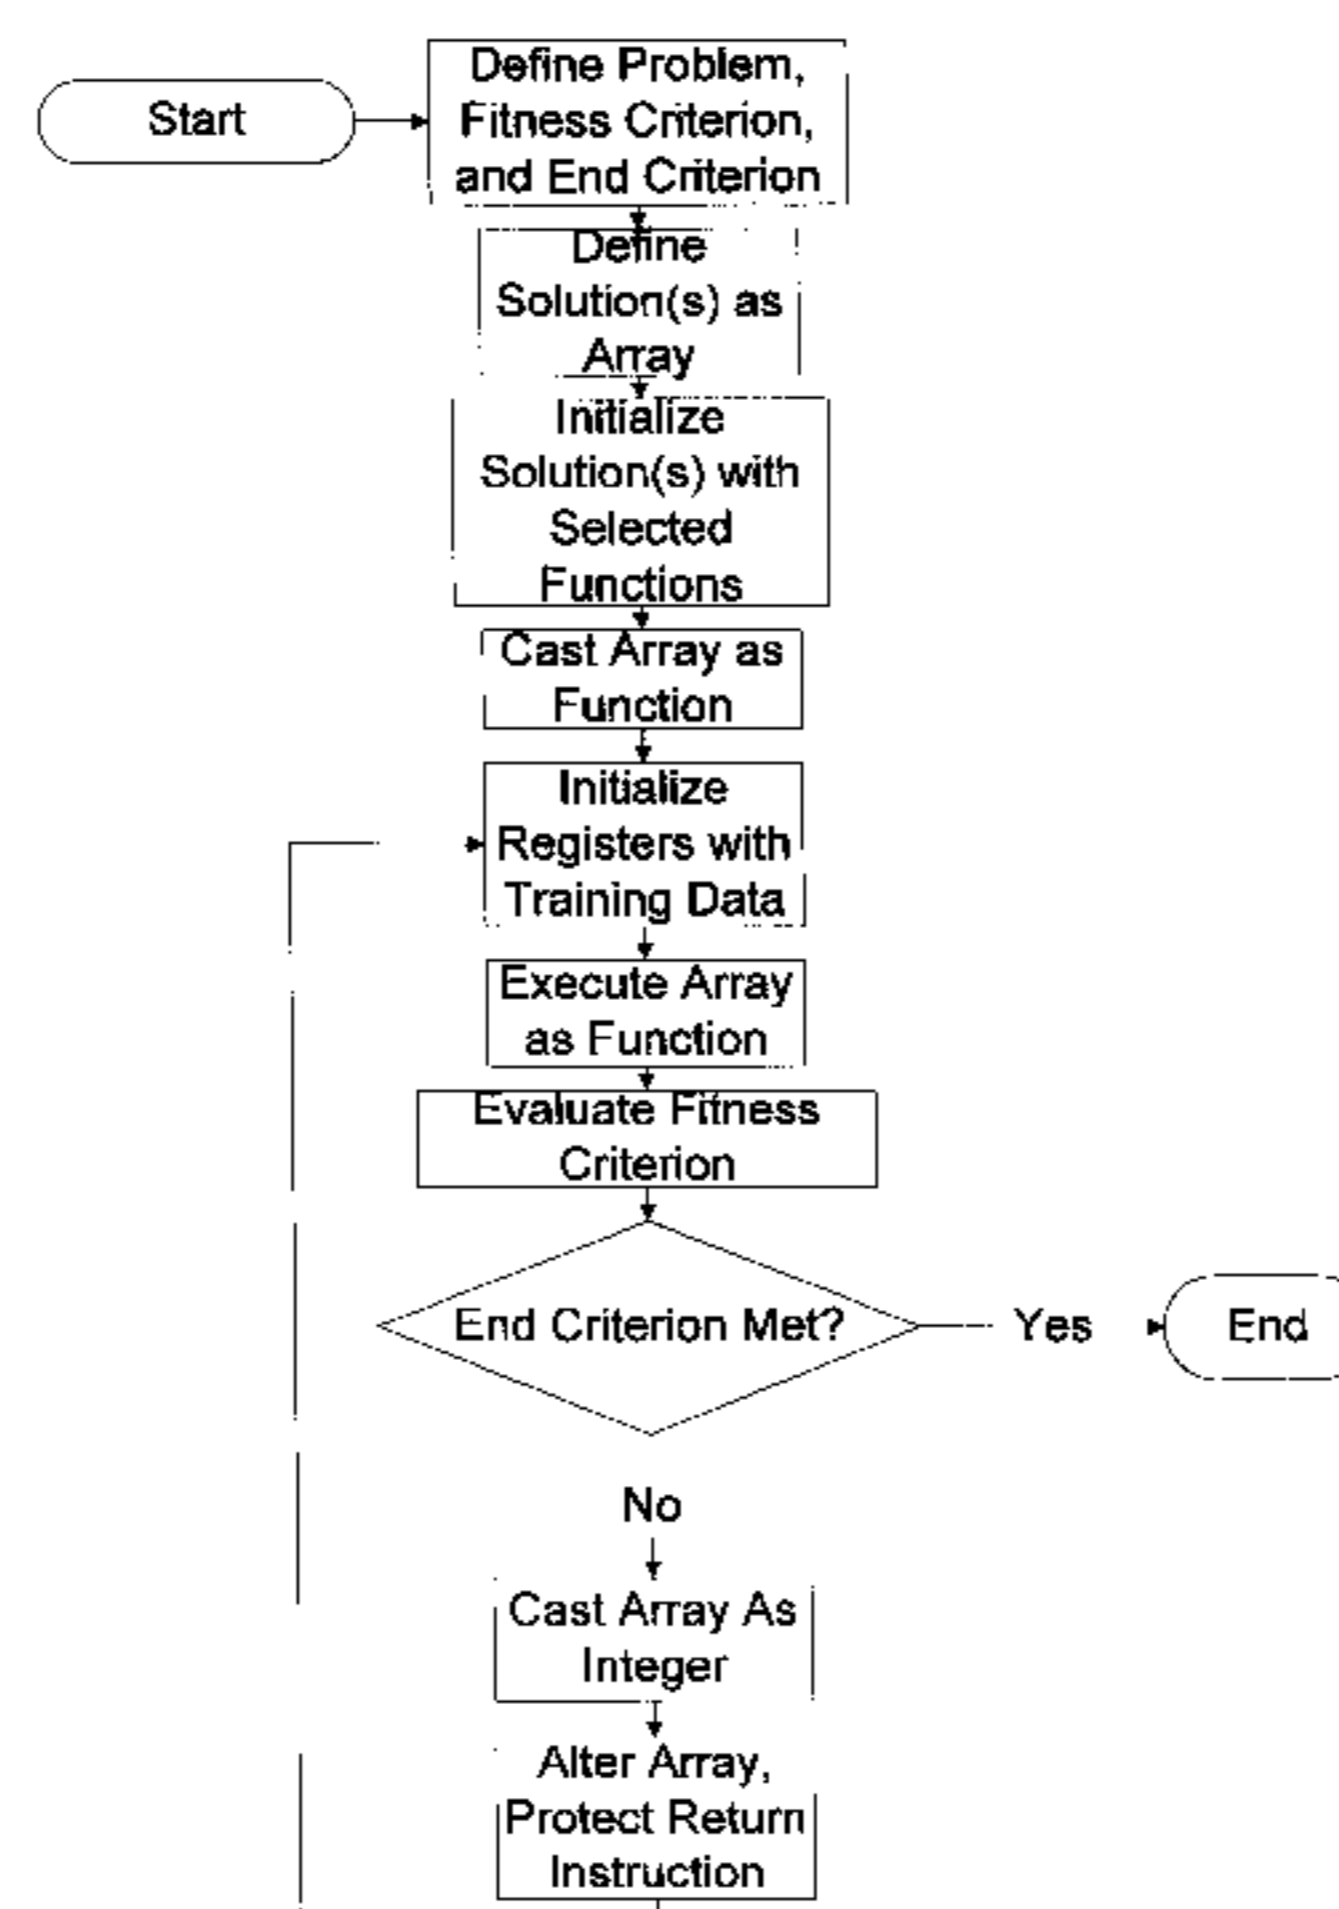 Start
Define Problem,
Fitness Criterion,
and End Criterion
Define
Solution(s) as
Array
Initialize
Solution(s) with
Selected
Functions
Cast Array as
Function
Initialize
Registers with
Training Data
Execute Array
as Function
Evaluate Fitness
Criterion
End Criterion Met?
Yes
End
No
Cast Array As
Integer
Alter Array,
Protect Return
Instruction